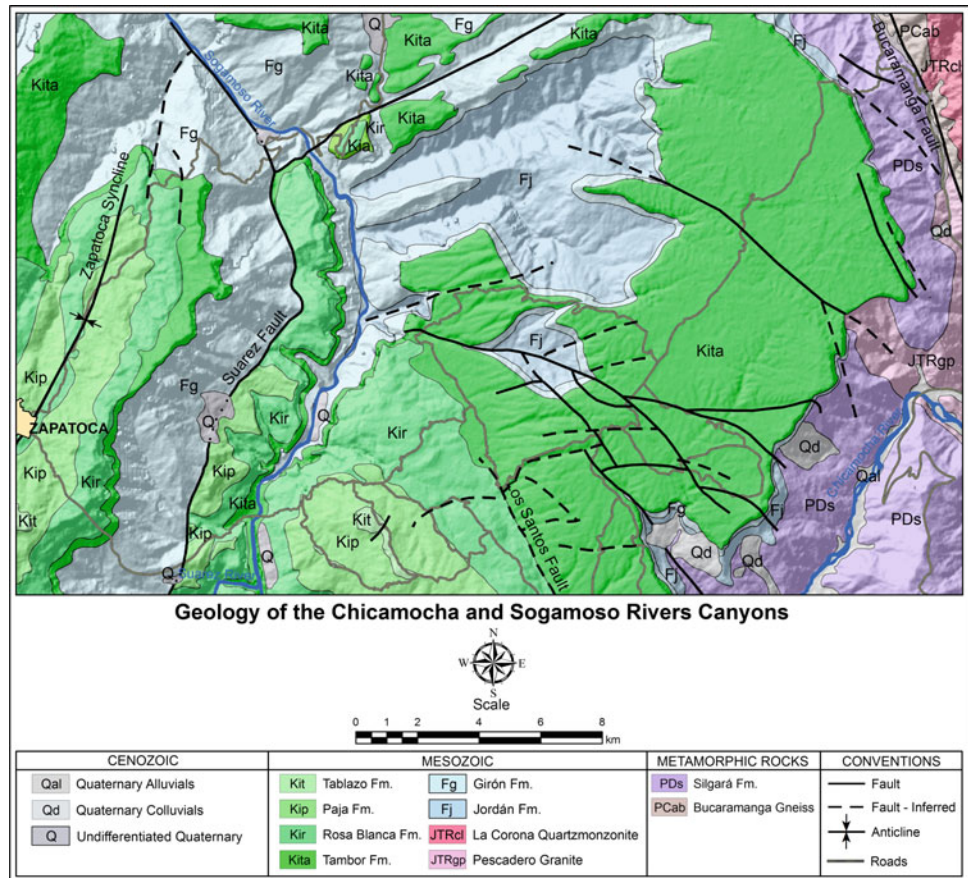 Kita
Fg
Q
Kita
Fg
Fj
PCab
Kita
Sogamoso River
Kita
Bucaramanga Fault
JTRcl
Fg
Kir
Kita
Kia
PDs
Zapatoca Syncline
Fj
Qd
Suarez Fault
Kita
Fj
JTRgp
Kip
Fg
Q
ZAPATOCA
Q
Kir
Kir
Chicamocha River
Qd
Kip
Kir
Kip
Qal
Kita
PDs
Kit
Kit
Los Santos Fault
Fg
Fj
PDs
Kip
Kip
Qd
Qd
Q
Q
Suarez River
Fj
Geology of the Chicamocha and Sogamoso Rivers Canyons
N
W E
S
Scale
0 1 2 4 6 8
km
CENOZOIC
Qal Quaternary Alluvials
Qd Quaternary Colluvials
Q Undifferentiated Quaternary
MESOZOIC
Kit Tablazo Fm.
Kip Paja Fm.
Kir Rosa Blanca Fm.
Kita Tambor Fm.
Fg Girón Fm.
Fj Jordán Fm.
JTRcl La Corona Quartzmonzonite
JTRgp Pescadero Granite
METAMORPHIC ROCKS
PDs Silgará Fm.
PCab Bucaramanga Gneiss
CONVENTIONS
Fault
Fault - Inferred
Anticline
Roads